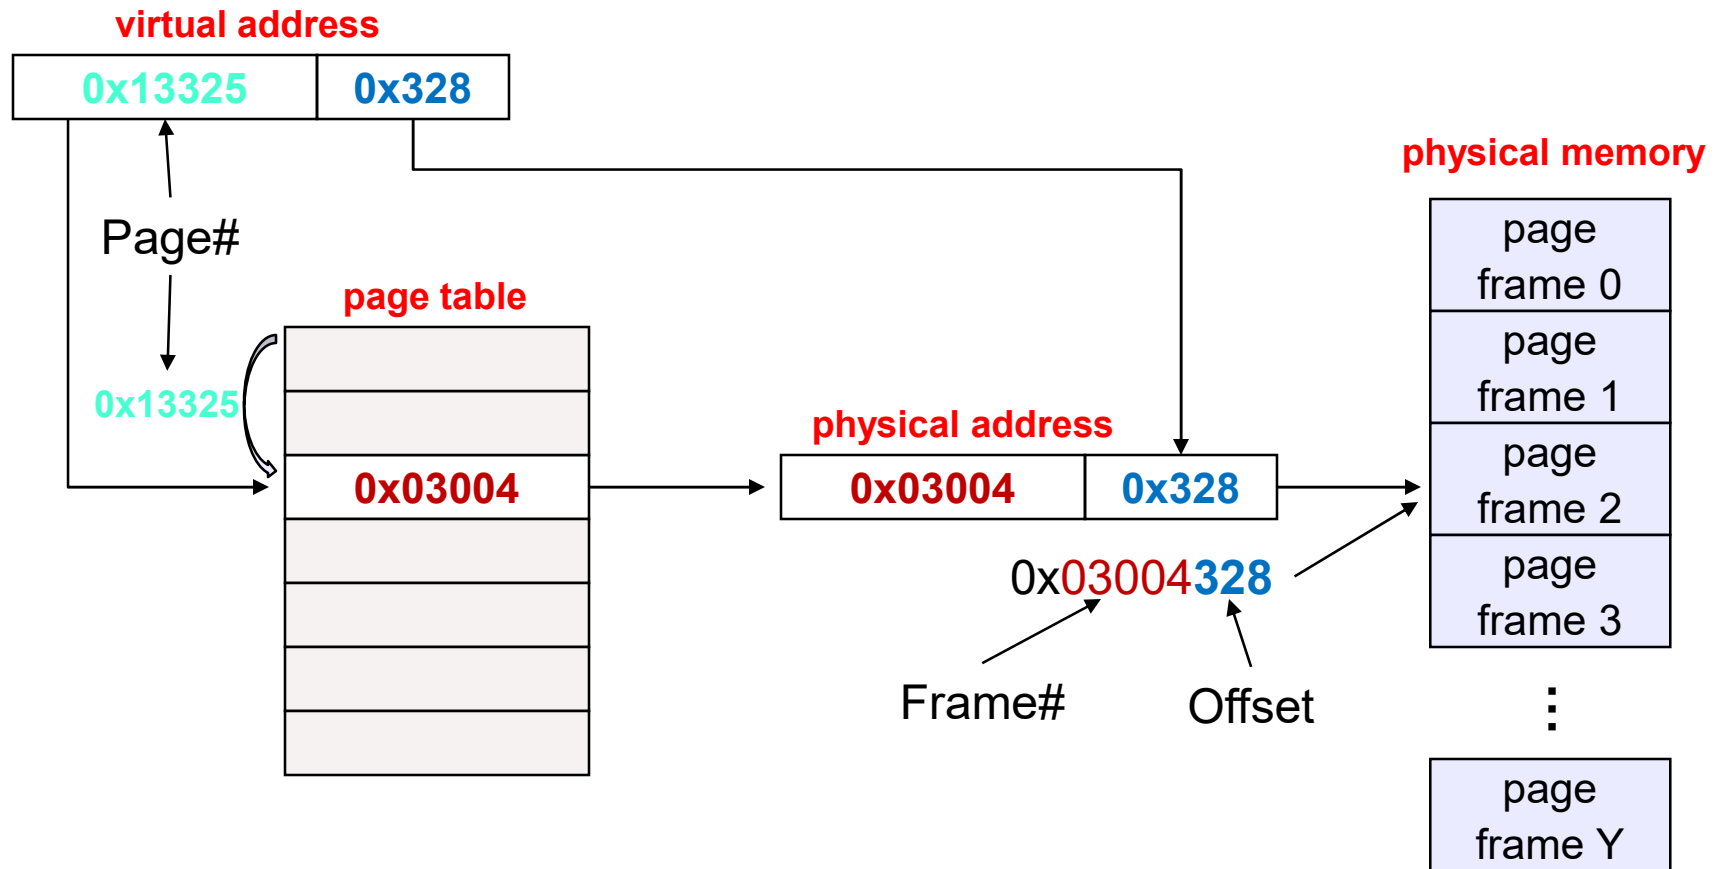 virtual address
0x13325 0x328
physical memory
Page#
page table
0x13325
0x03004
physical address
0x03004 0x328
0x03004328
Frame#
Offset
page
frame 0
page
frame 1
page
frame 2
page
frame 3
⋮
page
frame Y